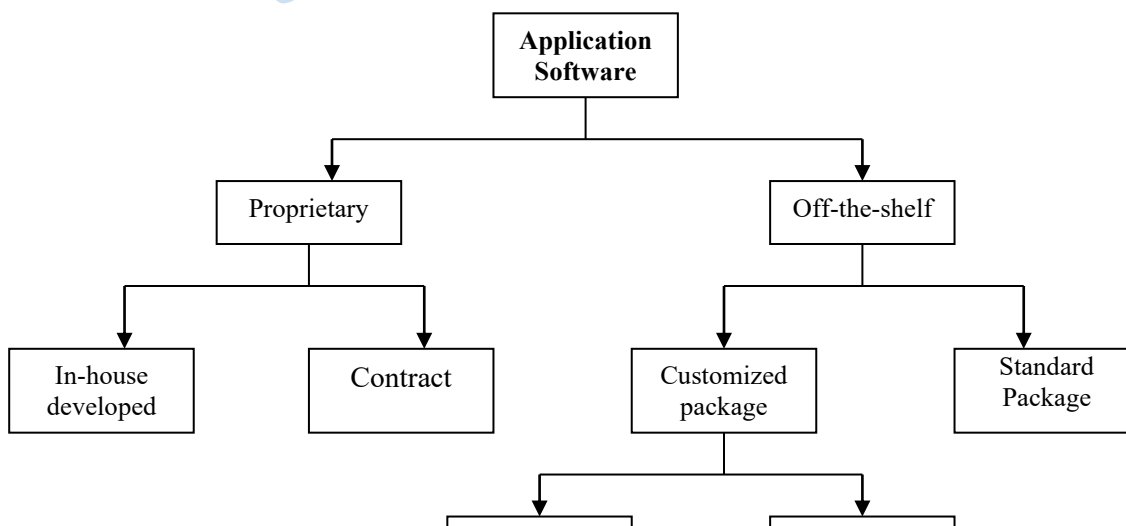 Application
Software
Proprietary
Off-the-shelf
In-house
developed
Contract
Customized
package
Standard
Package